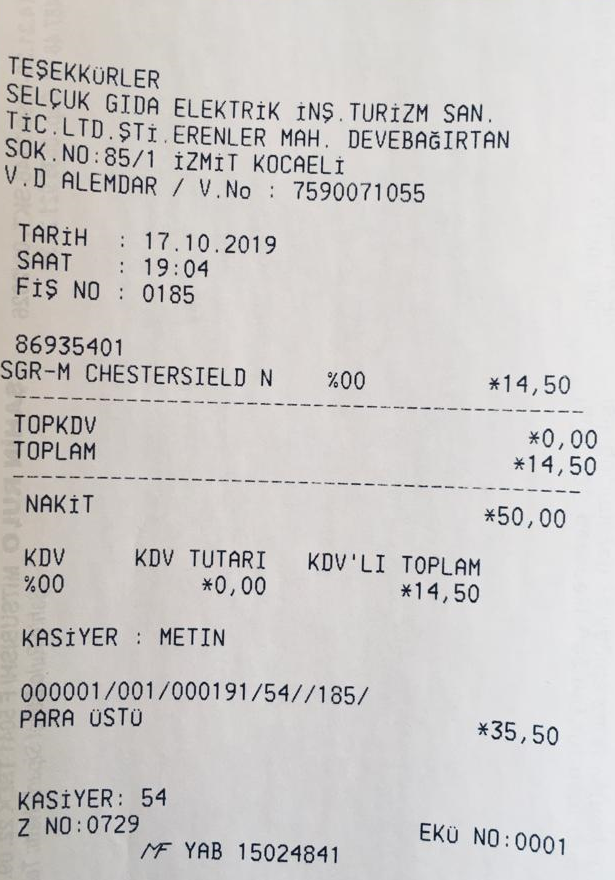 TEŞEKKÜRLER
SELÇUK GIDA ELEKTRİK İNŞ.TURİZM SAN.
TİC.LTD.ŞTİ.ERENLER MAH. DEVEBAĞIRTAN
SOK.NO:85/1 İZMİT KOCAELİ
V.D ALEMDAR / V.No : 7590071055
TARİH : 17.10.2019
SAAT : 19:04
FİŞ NO : 0185
86935401
SGR-M CHESTERSIELD N %00 *14,50
TOPKDV *0,00
TOPLAM *14,50
NAKİT *50,00
KDV KDV TUTARI KDV'LI TOPLAM
%00 *0,00 *14,50
KASİYER : METIN
000001/001/000191/54//185/
PARA ÜSTÜ *35,50
KASİYER: 54
Z NO:0729 EKÜ NO:0001
MF YAB 15024841